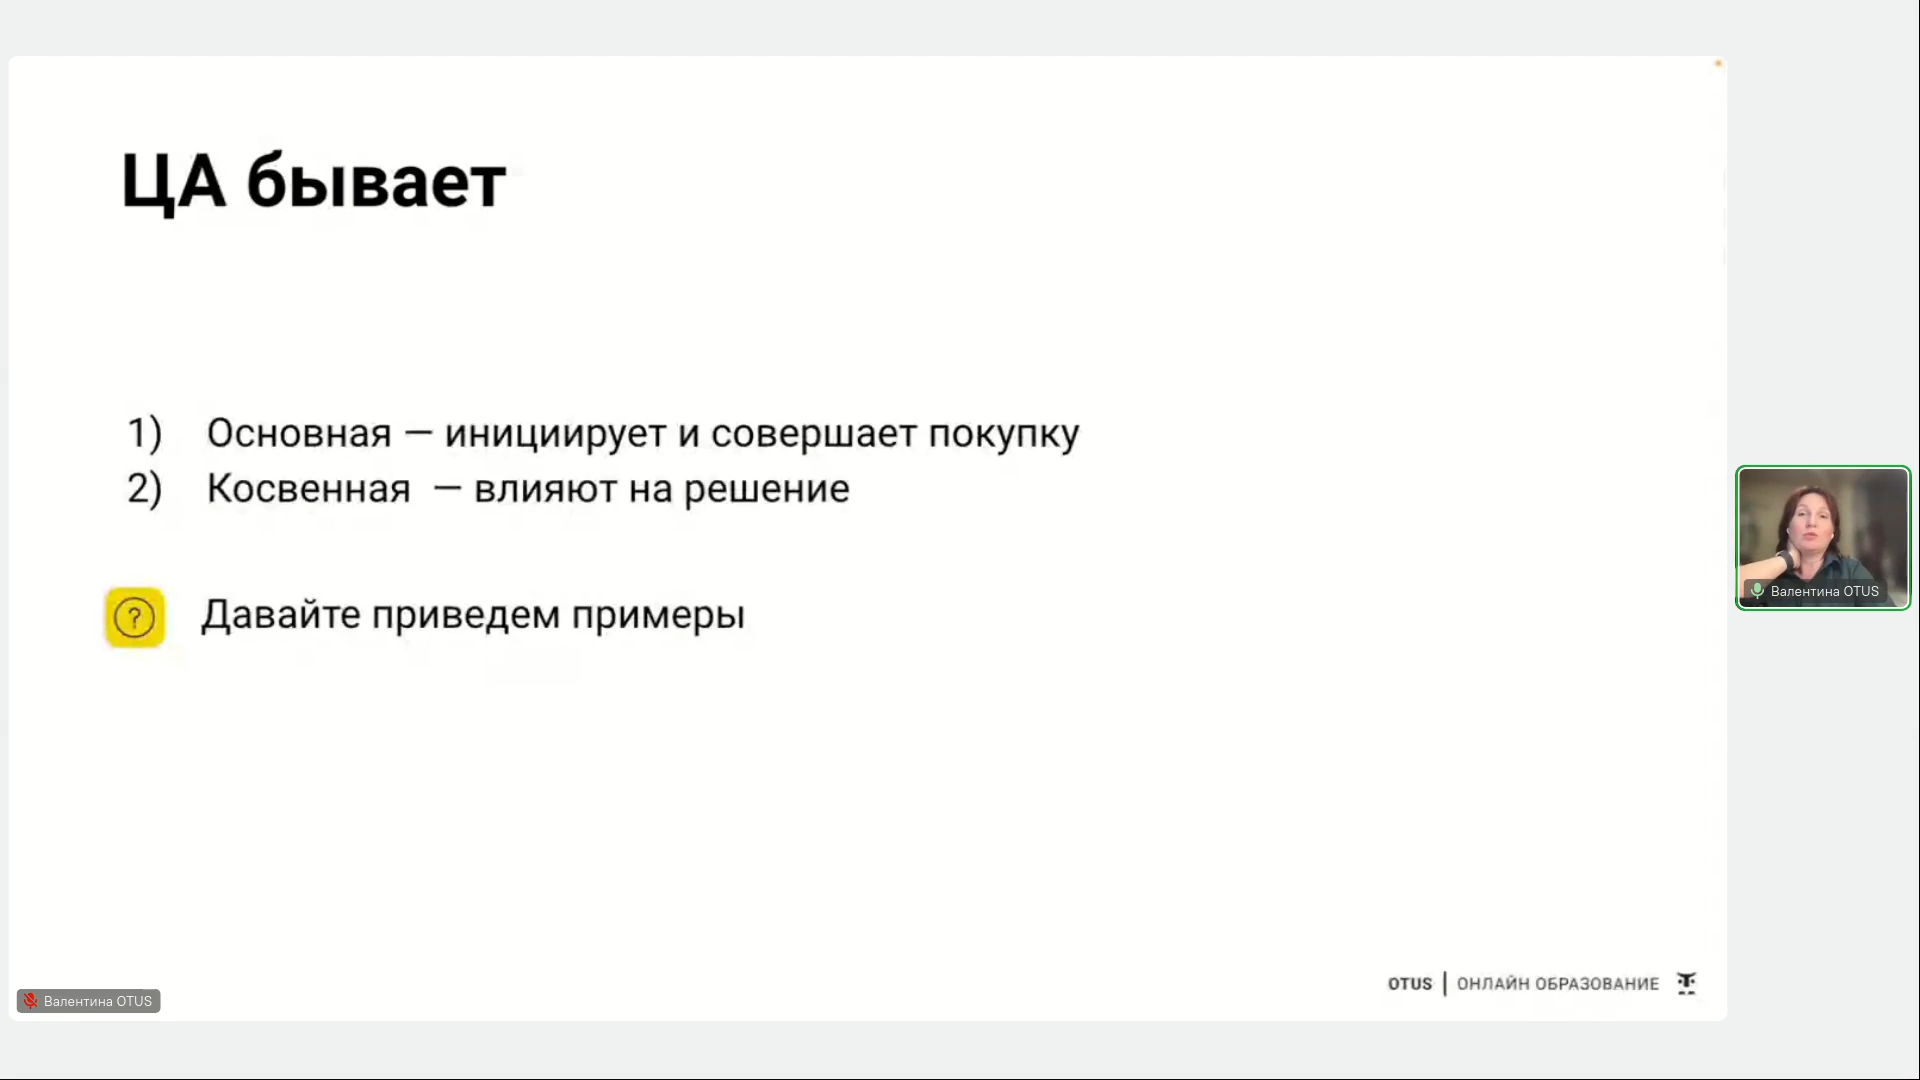 ЦА бывает
1) Основная — инициирует и совершает покупку
2) Косвенная — влияют на решение
? Давайте приведем примеры
Валентина OTUS
OTUS | ОНЛАЙН ОБРАЗОВАНИЕ
Валентина OTUS